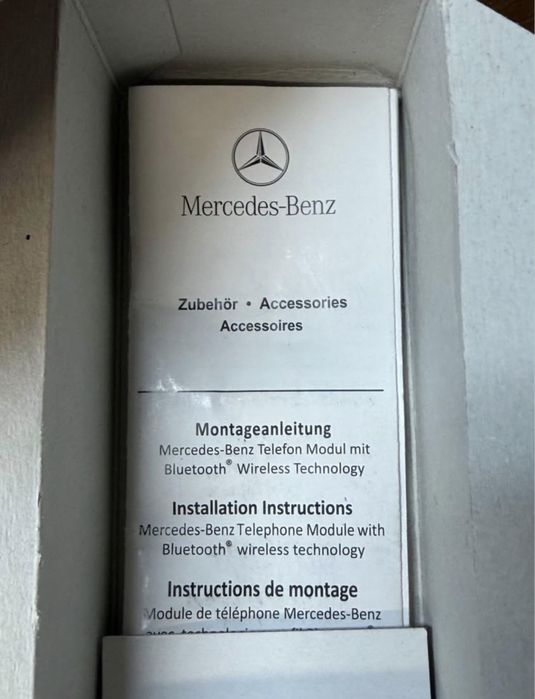 Mercedes-Benz
Zubehör • Accessories
Accessoires
Montageanleitung
Mercedes-Benz Telefon Modul mit
Bluetooth® Wireless Technology
Installation Instructions
Mercedes-Benz Telephone Module with
Bluetooth® wireless technology
Instructions de montage
Module de téléphone Mercedes-Benz